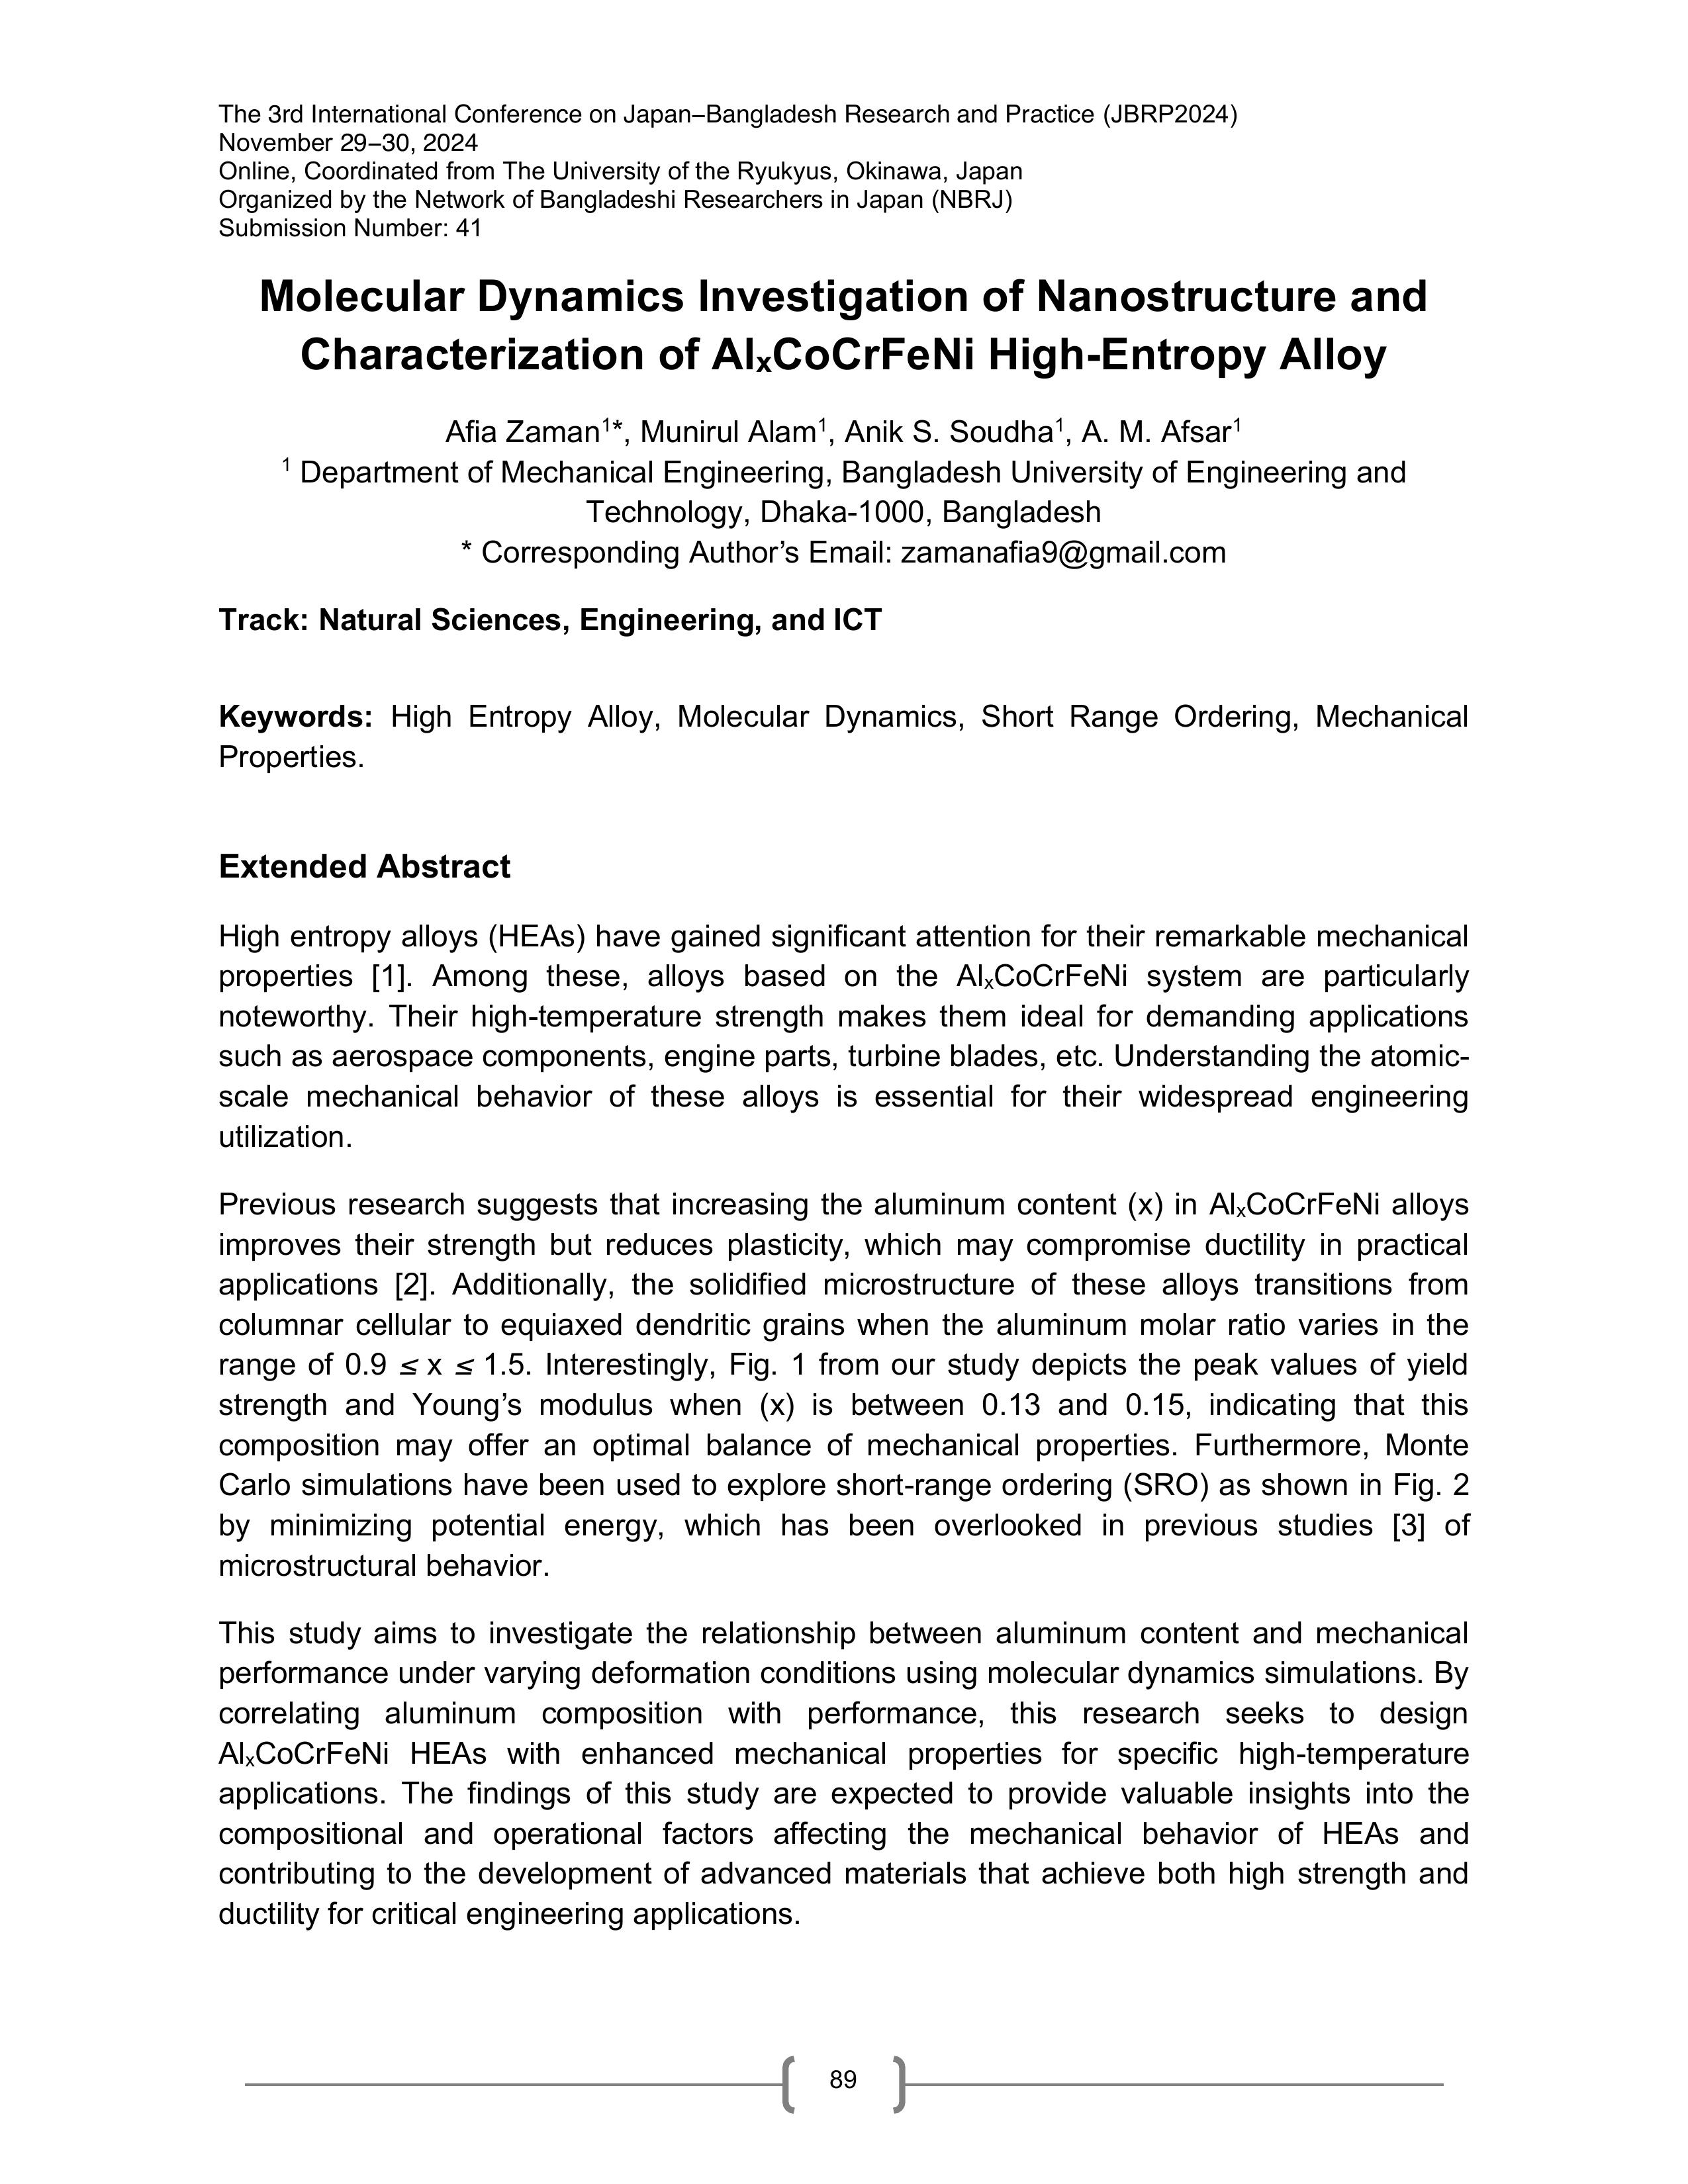 The 3rd International Conference on Japan–Bangladesh Research and Practice (JBRP2024)
November 29–30, 2024
Online, Coordinated from The University of the Ryukyus, Okinawa, Japan
Organized by the Network of Bangladeshi Researchers in Japan (NBRJ)
Submission Number: 41
Molecular Dynamics Investigation of Nanostructure and
Characterization of AlₓCoCrFeNi High-Entropy Alloy
Afia Zaman¹*, Munirul Alam¹, Anik S. Soudha¹, A. M. Afsar¹
¹ Department of Mechanical Engineering, Bangladesh University of Engineering and
Technology, Dhaka-1000, Bangladesh
* Corresponding Author’s Email: zamanafia9@gmail.com
Track: Natural Sciences, Engineering, and ICT
Keywords: High Entropy Alloy, Molecular Dynamics, Short Range Ordering, Mechanical
Properties.
Extended Abstract
High entropy alloys (HEAs) have gained significant attention for their remarkable mechanical
properties [1]. Among these, alloys based on the AlₓCoCrFeNi system are particularly
noteworthy. Their high-temperature strength makes them ideal for demanding applications
such as aerospace components, engine parts, turbine blades, etc. Understanding the atomic-
scale mechanical behavior of these alloys is essential for their widespread engineering
utilization.
Previous research suggests that increasing the aluminum content (x) in AlₓCoCrFeNi alloys
improves their strength but reduces plasticity, which may compromise ductility in practical
applications [2]. Additionally, the solidified microstructure of these alloys transitions from
columnar cellular to equiaxed dendritic grains when the aluminum molar ratio varies in the
range of 0.9 ≤ x ≤ 1.5. Interestingly, Fig. 1 from our study depicts the peak values of yield
strength and Young’s modulus when (x) is between 0.13 and 0.15, indicating that this
composition may offer an optimal balance of mechanical properties. Furthermore, Monte
Carlo simulations have been used to explore short-range ordering (SRO) as shown in Fig. 2
by minimizing potential energy, which has been overlooked in previous studies [3] of
microstructural behavior.
This study aims to investigate the relationship between aluminum content and mechanical
performance under varying deformation conditions using molecular dynamics simulations. By
correlating aluminum composition with performance, this research seeks to design
AlₓCoCrFeNi HEAs with enhanced mechanical properties for specific high-temperature
applications. The findings of this study are expected to provide valuable insights into the
compositional and operational factors affecting the mechanical behavior of HEAs and
contributing to the development of advanced materials that achieve both high strength and
ductility for critical engineering applications.
89